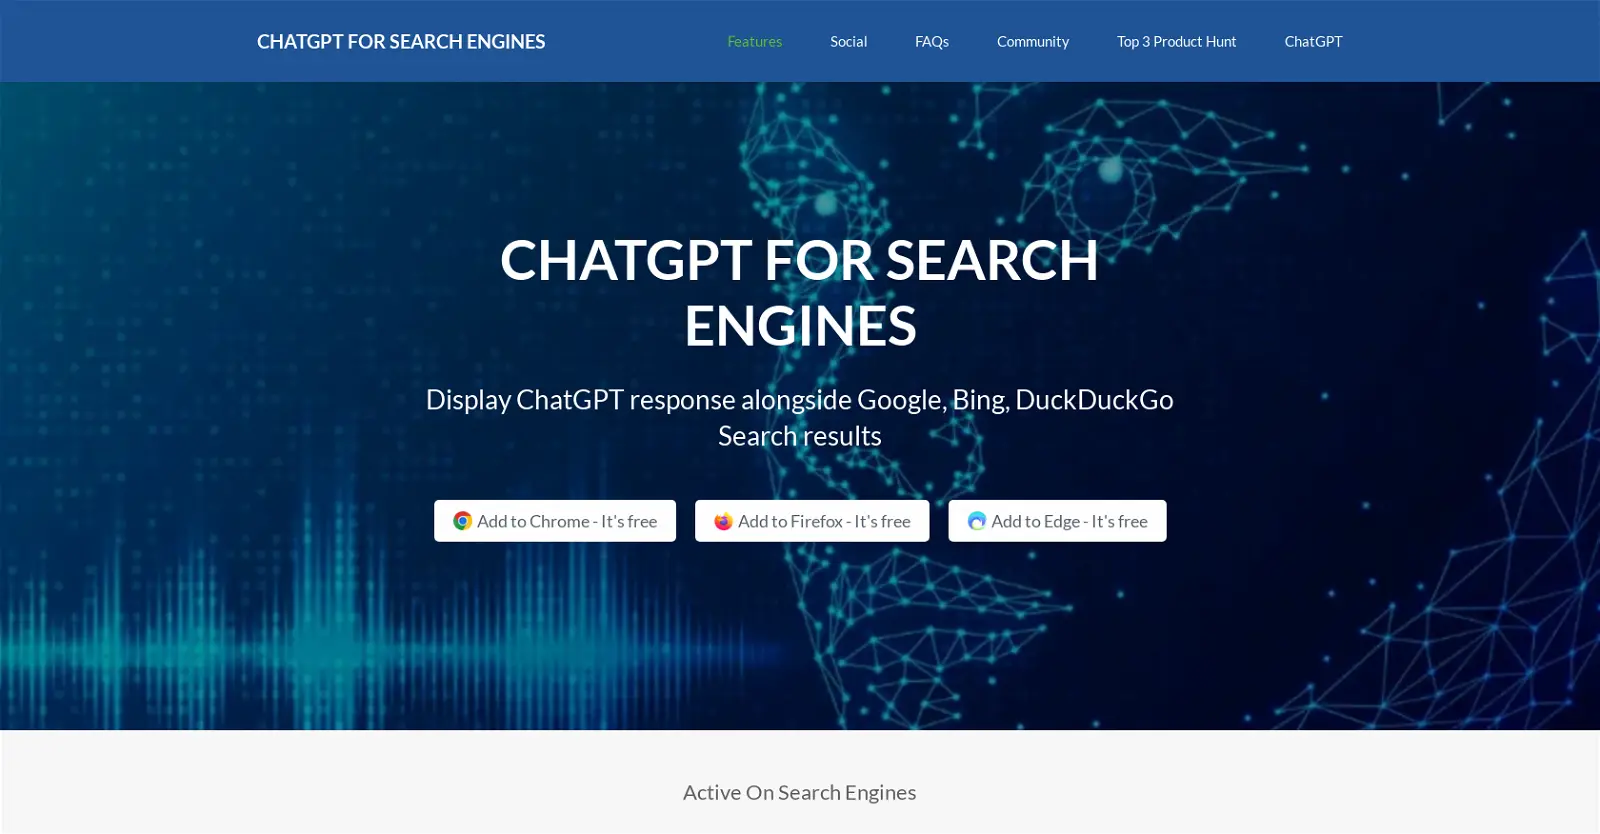 CHATGPT FOR SEARCH ENGINES
Features
Social
FAQs
Community
Top 3 Product Hunt
ChatGPT
CHATGPT FOR SEARCH
ENGINES
Display ChatGPT response alongside Google, Bing, DuckDuckGo
Search results
Add to Chrome - It's free
Add to Firefox - It's free
Add to Edge - It's free
Active On Search Engines